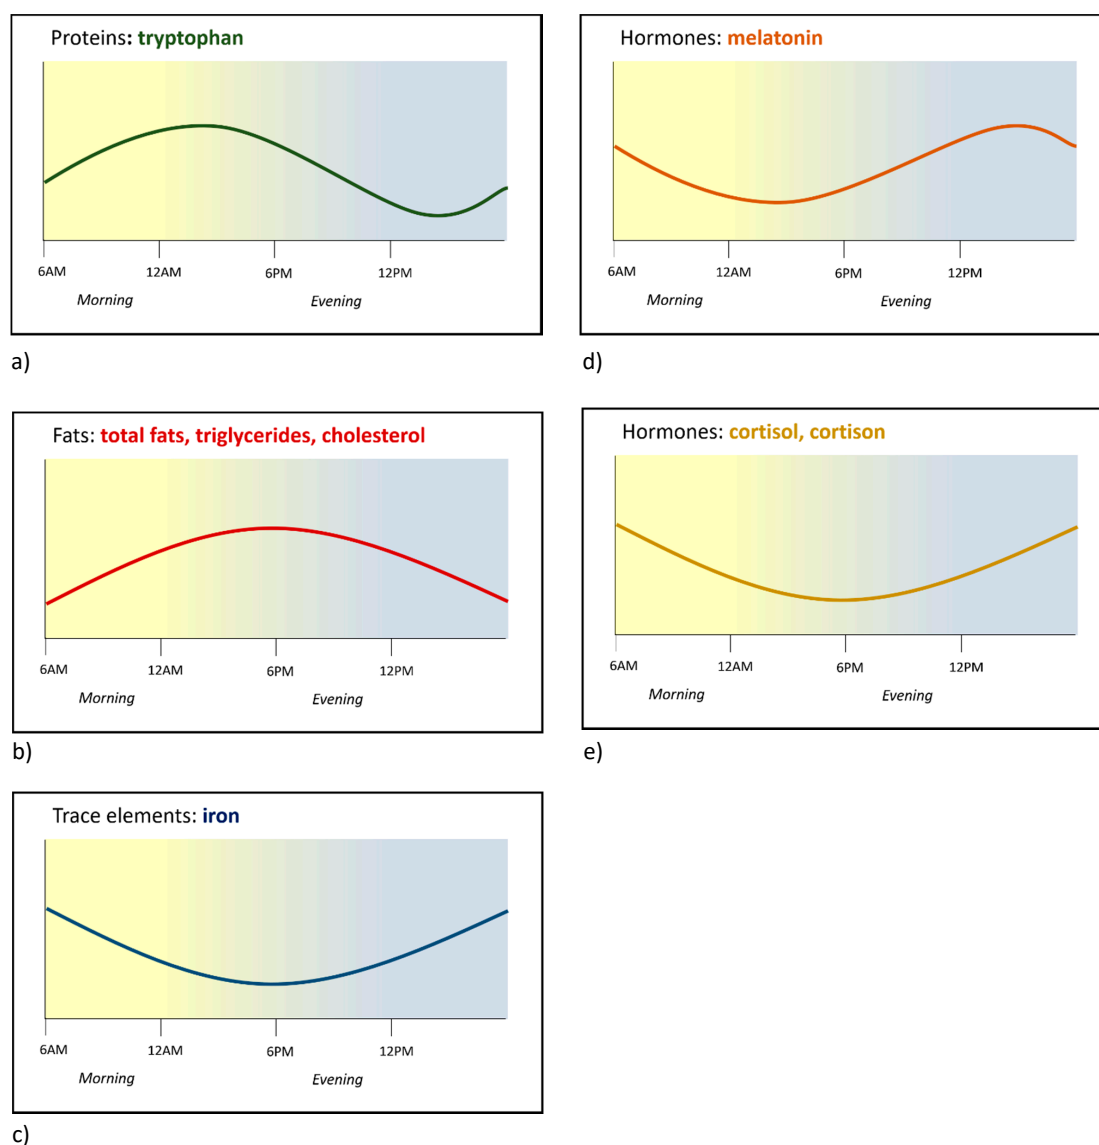 Proteins: tryptophan
6AM 12AM 6PM 12PM
Morning Evening
a)
Fats: total fats, triglycerides, cholesterol
6AM 12AM 6PM 12PM
Morning Evening
b)
Trace elements: iron
6AM 12AM 6PM 12PM
Morning Evening
c)
Hormones: melatonin
6AM 12AM 6PM 12PM
Morning Evening
d)
Hormones: cortisol, cortison
6AM 12AM 6PM 12PM
Morning Evening
e)